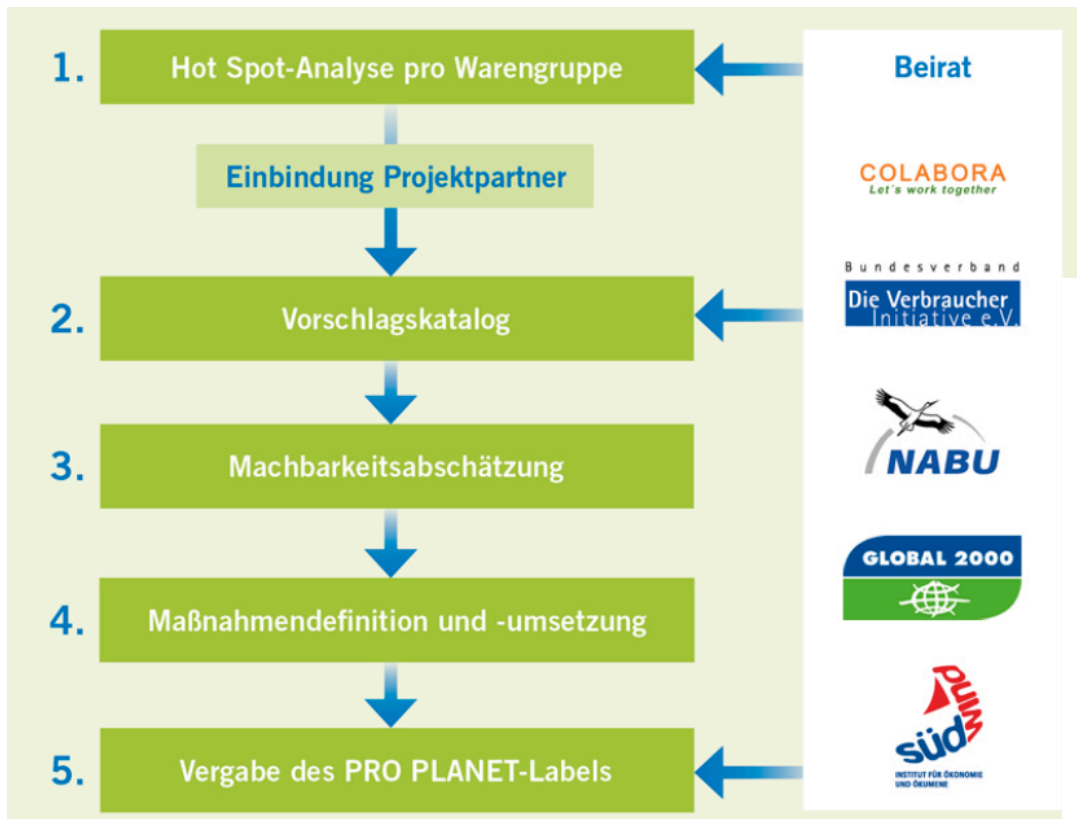 1.
Hot Spot-Analyse pro Warengruppe
Einbindung Projektpartner
2.
Vorschlagskatalog
3.
Machbarkeitsabschätzung
4.
Maßnahmendefinition und -umsetzung
5.
Vergabe des PRO PLANET-Labels
Beirat
COLABORA
Let´s work together
Bundesverband
Die Verbraucher
Initiative e.V.
NABU
GLOBAL 2000
südwind
INSTITUT FÜR ÖKONOMIE
UND ÖKUMENE